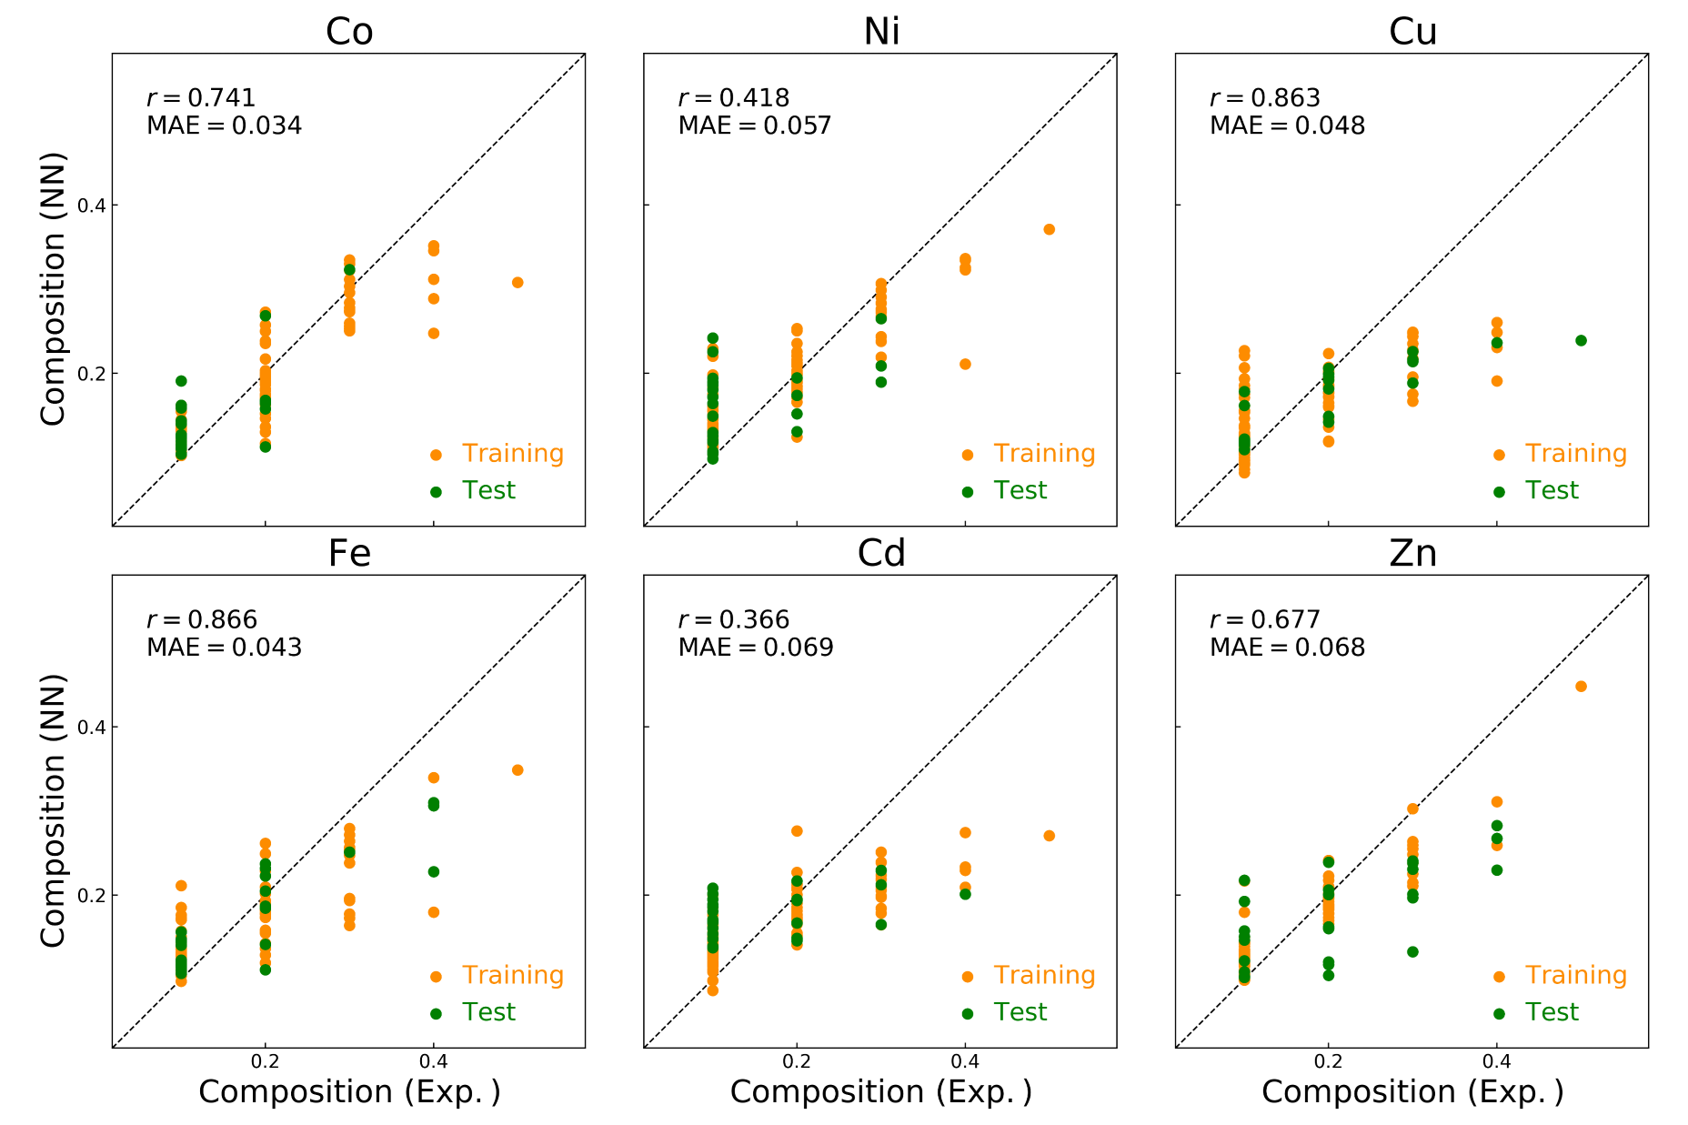 Co
r = 0.741
MAE = 0.034
Composition (NN)
0.4
0.2
Training
Test
Ni
r = 0.418
MAE = 0.057
Training
Test
Cu
r = 0.863
MAE = 0.048
Training
Test
Fe
r = 0.866
MAE = 0.043
Composition (NN)
0.4
0.2
Training
Test
0.2
0.4
Composition (Exp. )
Cd
r = 0.366
MAE = 0.069
Training
Test
0.2
0.4
Composition (Exp. )
Zn
r = 0.677
MAE = 0.068
Training
Test
0.2
0.4
Composition (Exp. )